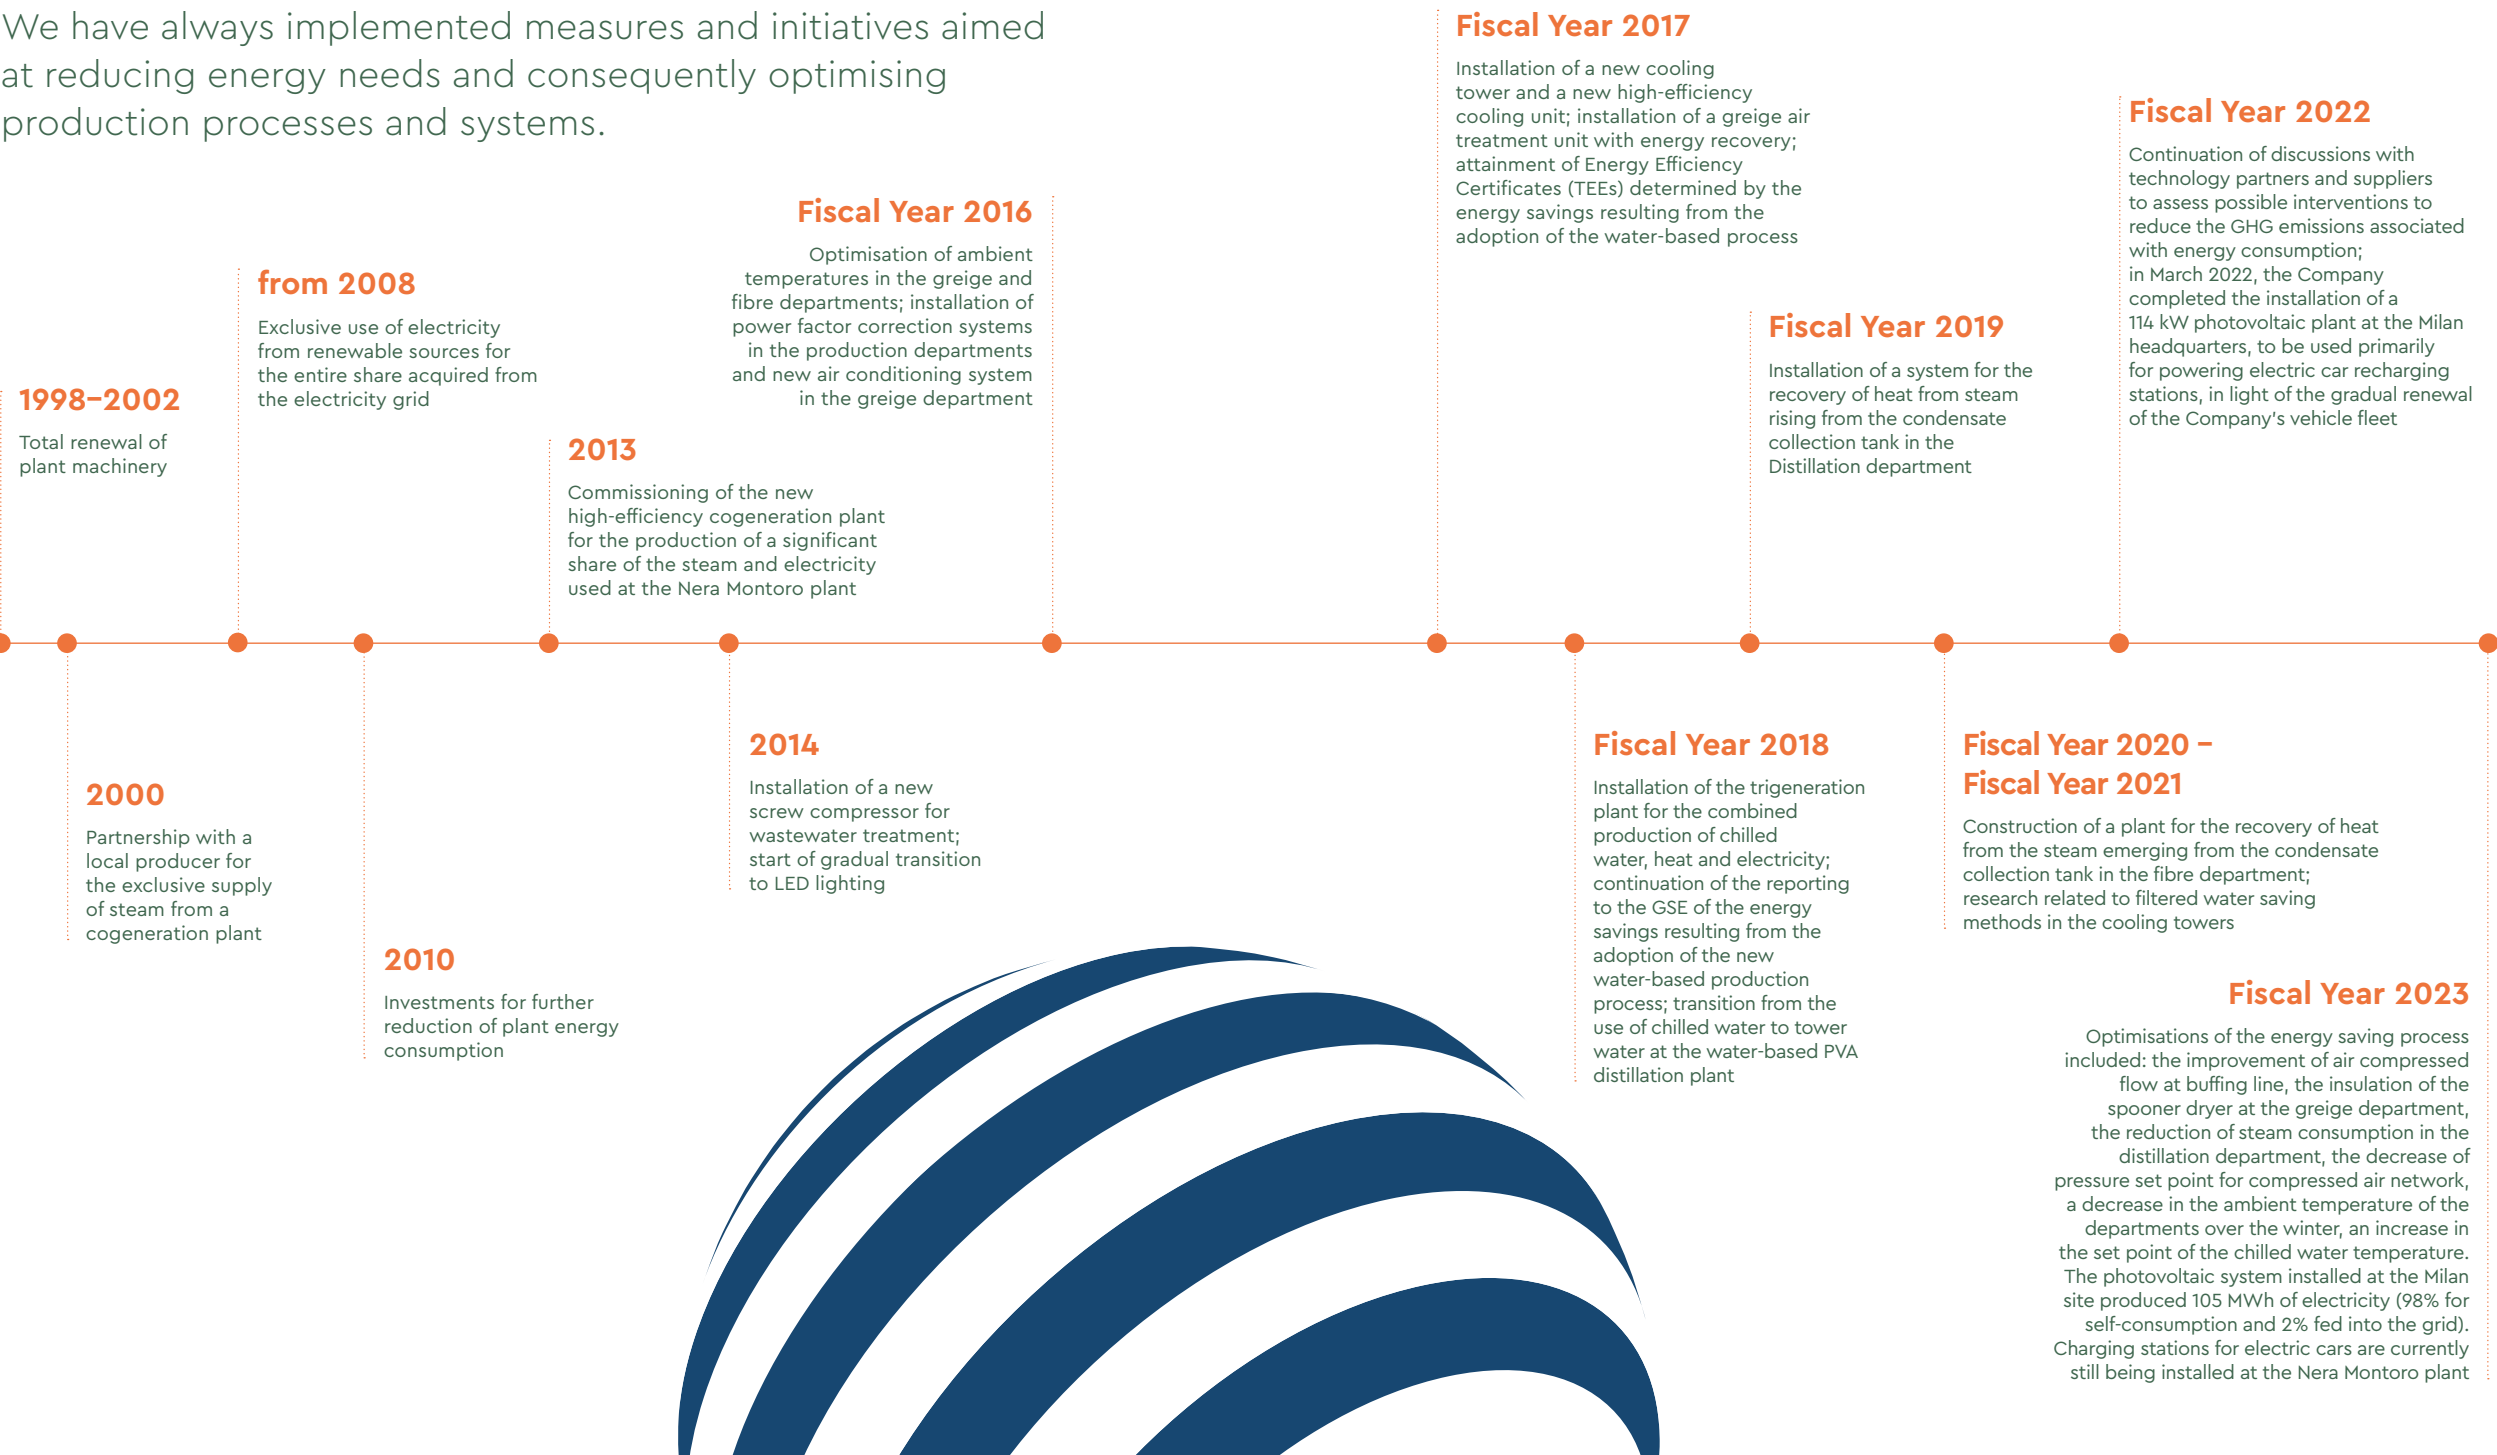 We have always implemented measures and initiatives aimed
at reducing energy needs and consequently optimising
production processes and systems.
1998–2002
Total renewal of
plant machinery
2000
Partnership with a
local producer for
the exclusive supply
of steam from a
cogeneration plant
from 2008
Exclusive use of electricity
from renewable sources for
the entire share acquired from
the electricity grid
2010
Investments for further
reduction of plant energy
consumption
2013
Commissioning of the new
high-efficiency cogeneration plant
for the production of a significant
share of the steam and electricity
used at the Nera Montoro plant
2014
Installation of a new
screw compressor for
wastewater treatment;
start of gradual transition
to LED lighting
Fiscal Year 2016
Optimisation of ambient
temperatures in the greige and
fibre departments; installation of
power factor correction systems
in the production departments
and new air conditioning system
in the greige department
Fiscal Year 2017
Installation of a new cooling
tower and a new high-efficiency
cooling unit; installation of a greige air
treatment unit with energy recovery;
attainment of Energy Efficiency
Certificates (TEEs) determined by the
energy savings resulting from the
adoption of the water-based process
Fiscal Year 2018
Installation of the trigeneration
plant for the combined
production of chilled
water, heat and electricity;
continuation of the reporting
to the GSE of the energy
savings resulting from the
adoption of the new
water-based production
process; transition from the
use of chilled water to tower
water at the water-based PVA
distillation plant
Fiscal Year 2019
Installation of a system for the
recovery of heat from steam
rising from the condensate
collection tank in the
Distillation department
Fiscal Year 2020 –
Fiscal Year 2021
Construction of a plant for the recovery of heat
from the steam emerging from the condensate
collection tank in the fibre department;
research related to filtered water saving
methods in the cooling towers
Fiscal Year 2022
Continuation of discussions with
technology partners and suppliers
to assess possible interventions to
reduce the GHG emissions associated
with energy consumption;
in March 2022, the Company
completed the installation of a
114 kW photovoltaic plant at the Milan
headquarters, to be used primarily
for powering electric car recharging
stations, in light of the gradual renewal
of the Company's vehicle fleet
Fiscal Year 2023
Optimisations of the energy saving process
included: the improvement of air compressed
flow at buffing line, the insulation of the
spooner dryer at the greige department,
the reduction of steam consumption in the
distillation department, the decrease of
pressure set point for compressed air network,
a decrease in the ambient temperature of the
departments over the winter, an increase in
the set point of the chilled water temperature.
The photovoltaic system installed at the Milan
site produced 105 MWh of electricity (98% for
self-consumption and 2% fed into the grid).
Charging stations for electric cars are currently
still being installed at the Nera Montoro plant